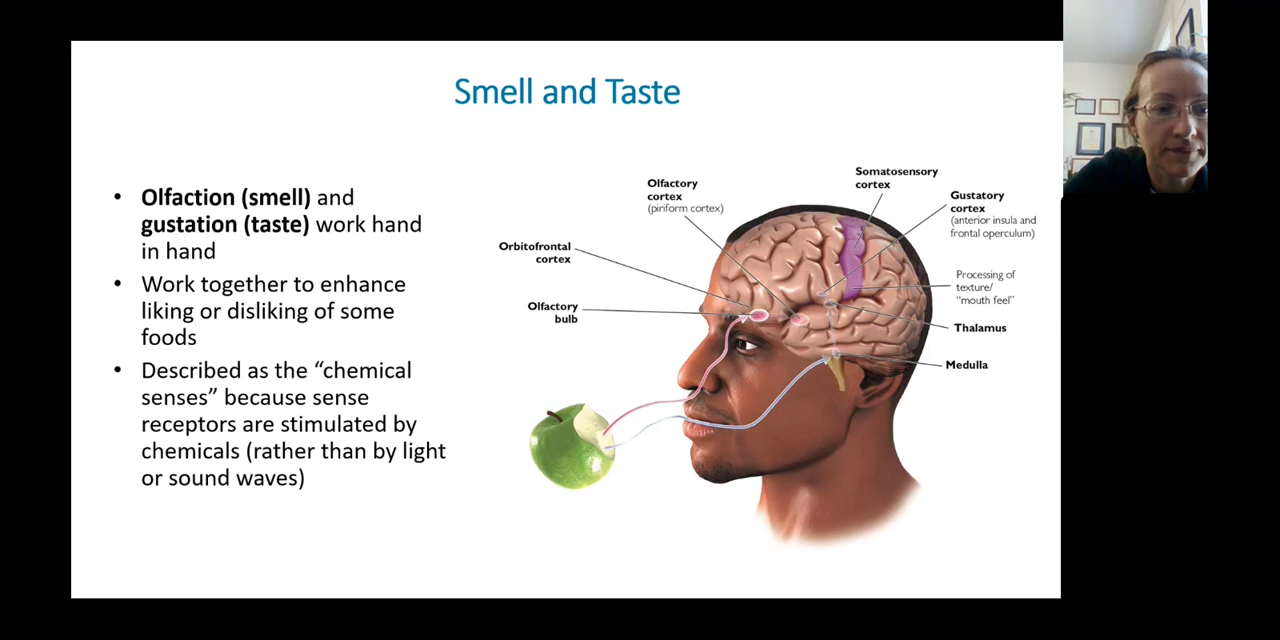 Smell and Taste
• Olfaction (smell) and
gustation (taste) work hand
in hand
• Work together to enhance
liking or disliking of some
foods
• Described as the “chemical
senses” because sense
receptors are stimulated by
chemicals (rather than by light
or sound waves)
Somatosensory
cortex
Olfactory
cortex
(piriform cortex)
Gustatory
cortex
(anterior insula and
frontal operculum)
Orbitofrontal
cortex
Processing of
texture/
“mouth feel”
Olfactory
bulb
Thalamus
Medulla